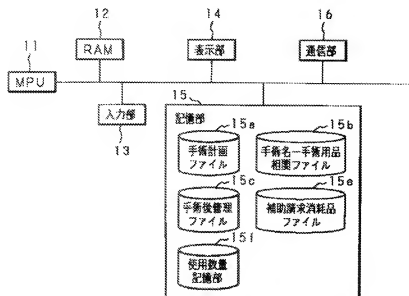 12
14
16
11
RAM
表示部
通信部
MPU
入力部
13
15
記憶部
15a
15b
手術計画
ファイル
手術名ー手術用品
相関ファイル
15c
15e
手術後管理
ファイル
補助請求消耗品
ファイル
15f
使用数量
記憶部